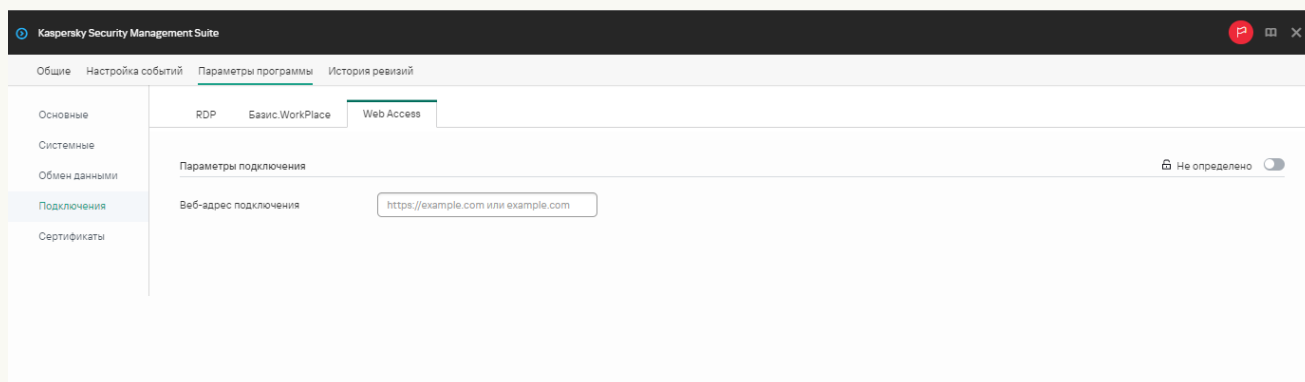 Kaspersky Security Management Suite
Общие Настройка событий Параметры программы История ревизий
Основные
Системные
Обмен данными
Подключения
Сертификаты
RDP Базис.WorkPlace Web Access
Параметры подключения Не определено
Веб-адрес подключения https://example.com или example.com